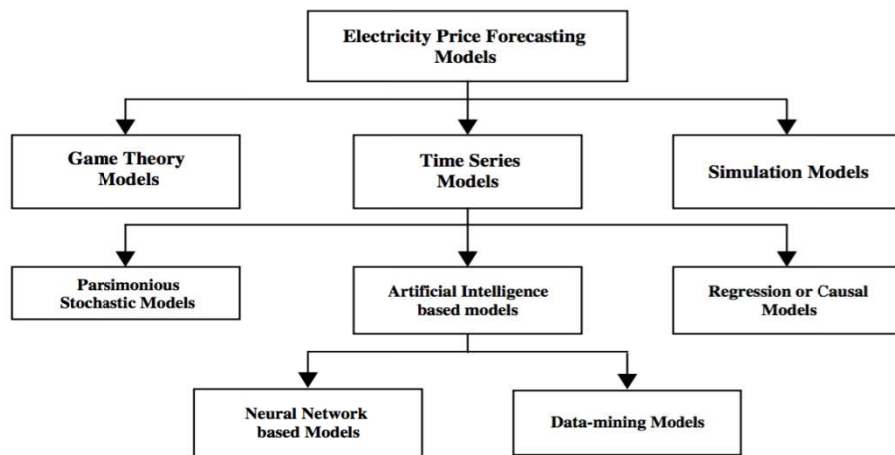 Electricity Price Forecasting
Models
Game Theory
Models
Time Series
Models
Simulation Models
Parsimonious
Stochastic Models
Artificial Intelligence
based models
Regression or Causal
Models
Neural Network
based Models
Data-mining Models